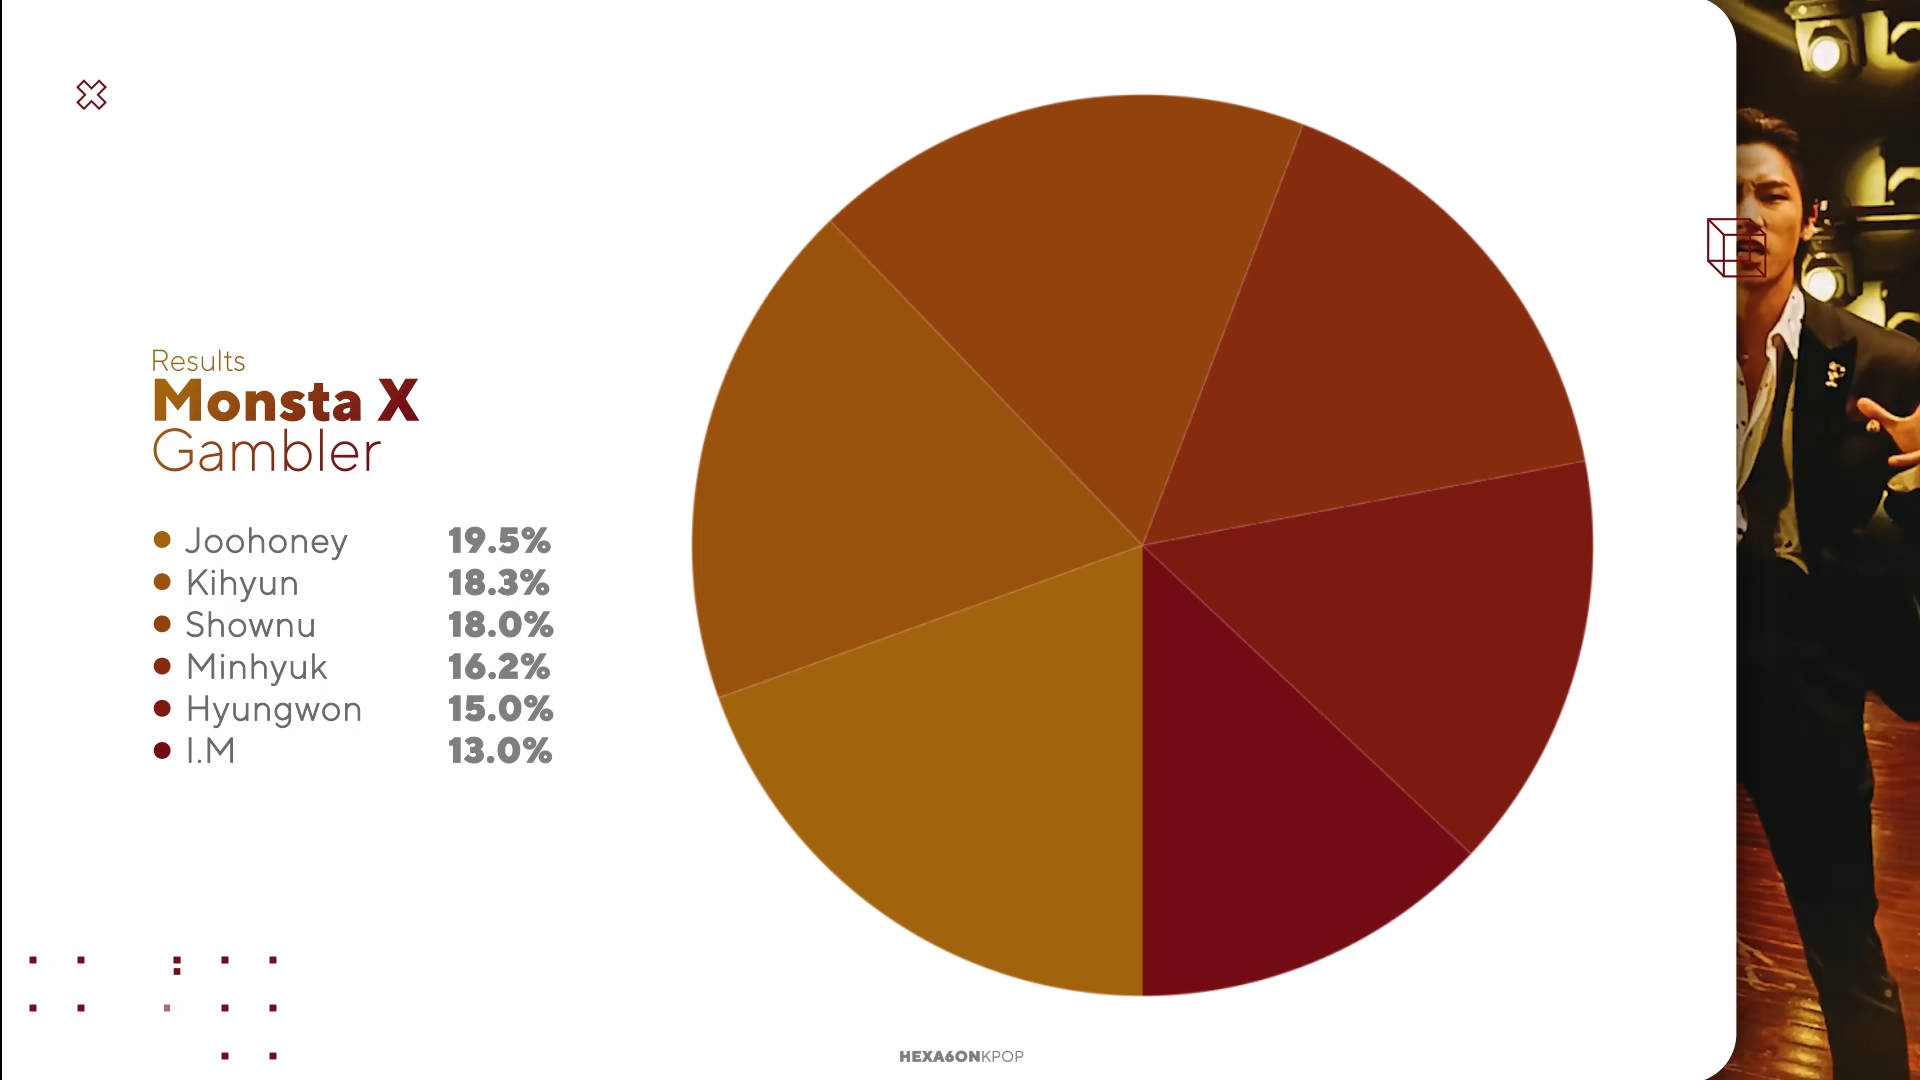 Results
Monsta X
Gambler
Joohoney 19.5%
Kihyun 18.3%
Shownu 18.0%
Minhyuk 16.2%
Hyungwon 15.0%
I.M 13.0%
HEXA6ONKPOP